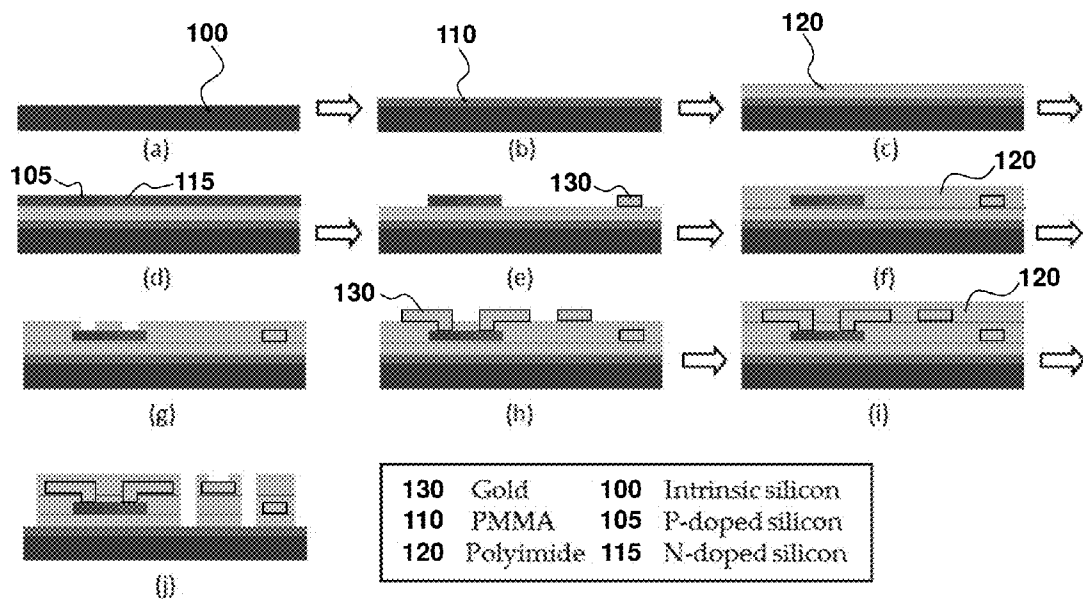 100
110
120
(a)
(b)
(c)
105
115
130
120
(d)
(e)
(f)
130
120
(g)
(h)
(i)
130 Gold 100 Intrinsic silicon
110 PMMA 105 P-doped silicon
120 Polyimide 115 N-doped silicon
(j)